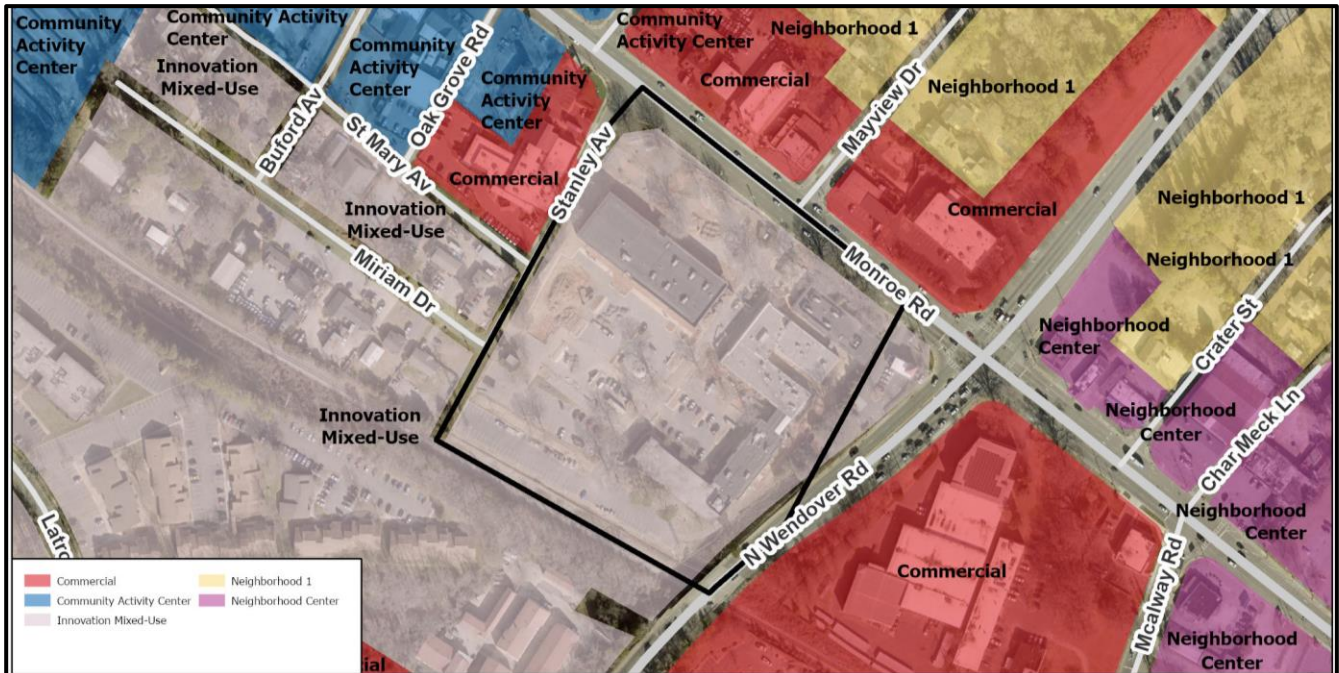 Community
Activity
Center
Community Activity
Center
Innovation
Mixed-Use
Community
Activity
Center
Oak Grove Rd
Community
Activity
Center
Community
Activity Center
Neighborhood 1
Commercial
Mayview Dr
Neighborhood 1
Buford Av
St Mary Av
Commercial
Stanley Av
Innovation
Mixed-Use
Miriam Dr
Commercial
Monroe Rd
Neighborhood 1
Neighborhood 1
Neighborhood
Center
Crater St
Innovation
Mixed-Use
Neighborhood
Center
Char Meck Ln
N Wendover Rd
Commercial
Neighborhood
Center
Mcalway Rd
Neighborhood
Center
Latro
Commercial
Neighborhood 1
Community Activity Center
Neighborhood Center
Innovation Mixed-Use
ial